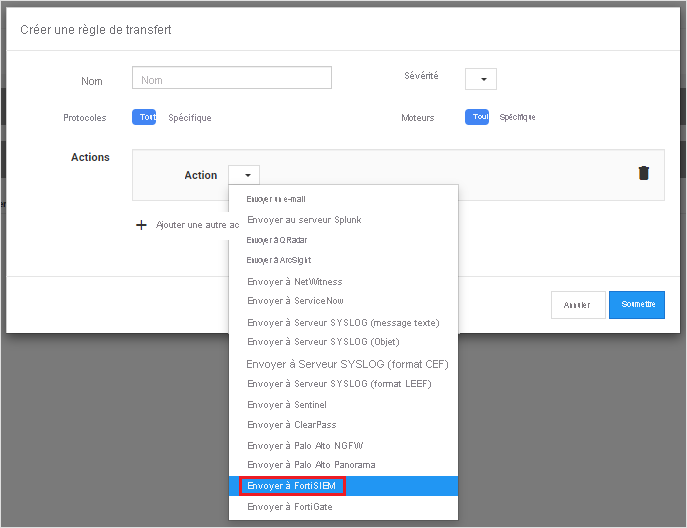 Créer une règle de transfert
Nom
Nom
Sévérité
Protocoles
Tout
Spécifique
Moteurs
Tout
Spécifique
Actions
Action
Envoyer un e-mail
Ajouter une autre ac
Envoyer au serveur Splunk
Envoyer à QRadar
Envoyer à ArcSight
Envoyer à NetWitness
Envoyer à ServiceNow
Envoyer à Serveur SYSLOG (message texte)
Envoyer à Serveur SYSLOG (Objet)
Envoyer à Serveur SYSLOG (format CEF)
Envoyer à Serveur SYSLOG (format LEEF)
Envoyer à Sentinel
Envoyer à ClearPass
Envoyer à Palo Alto NGFW
Envoyer à Palo Alto Panorama
Envoyer à FortiSIEM
Envoyer à FortiGate
Annuler
Soumettre